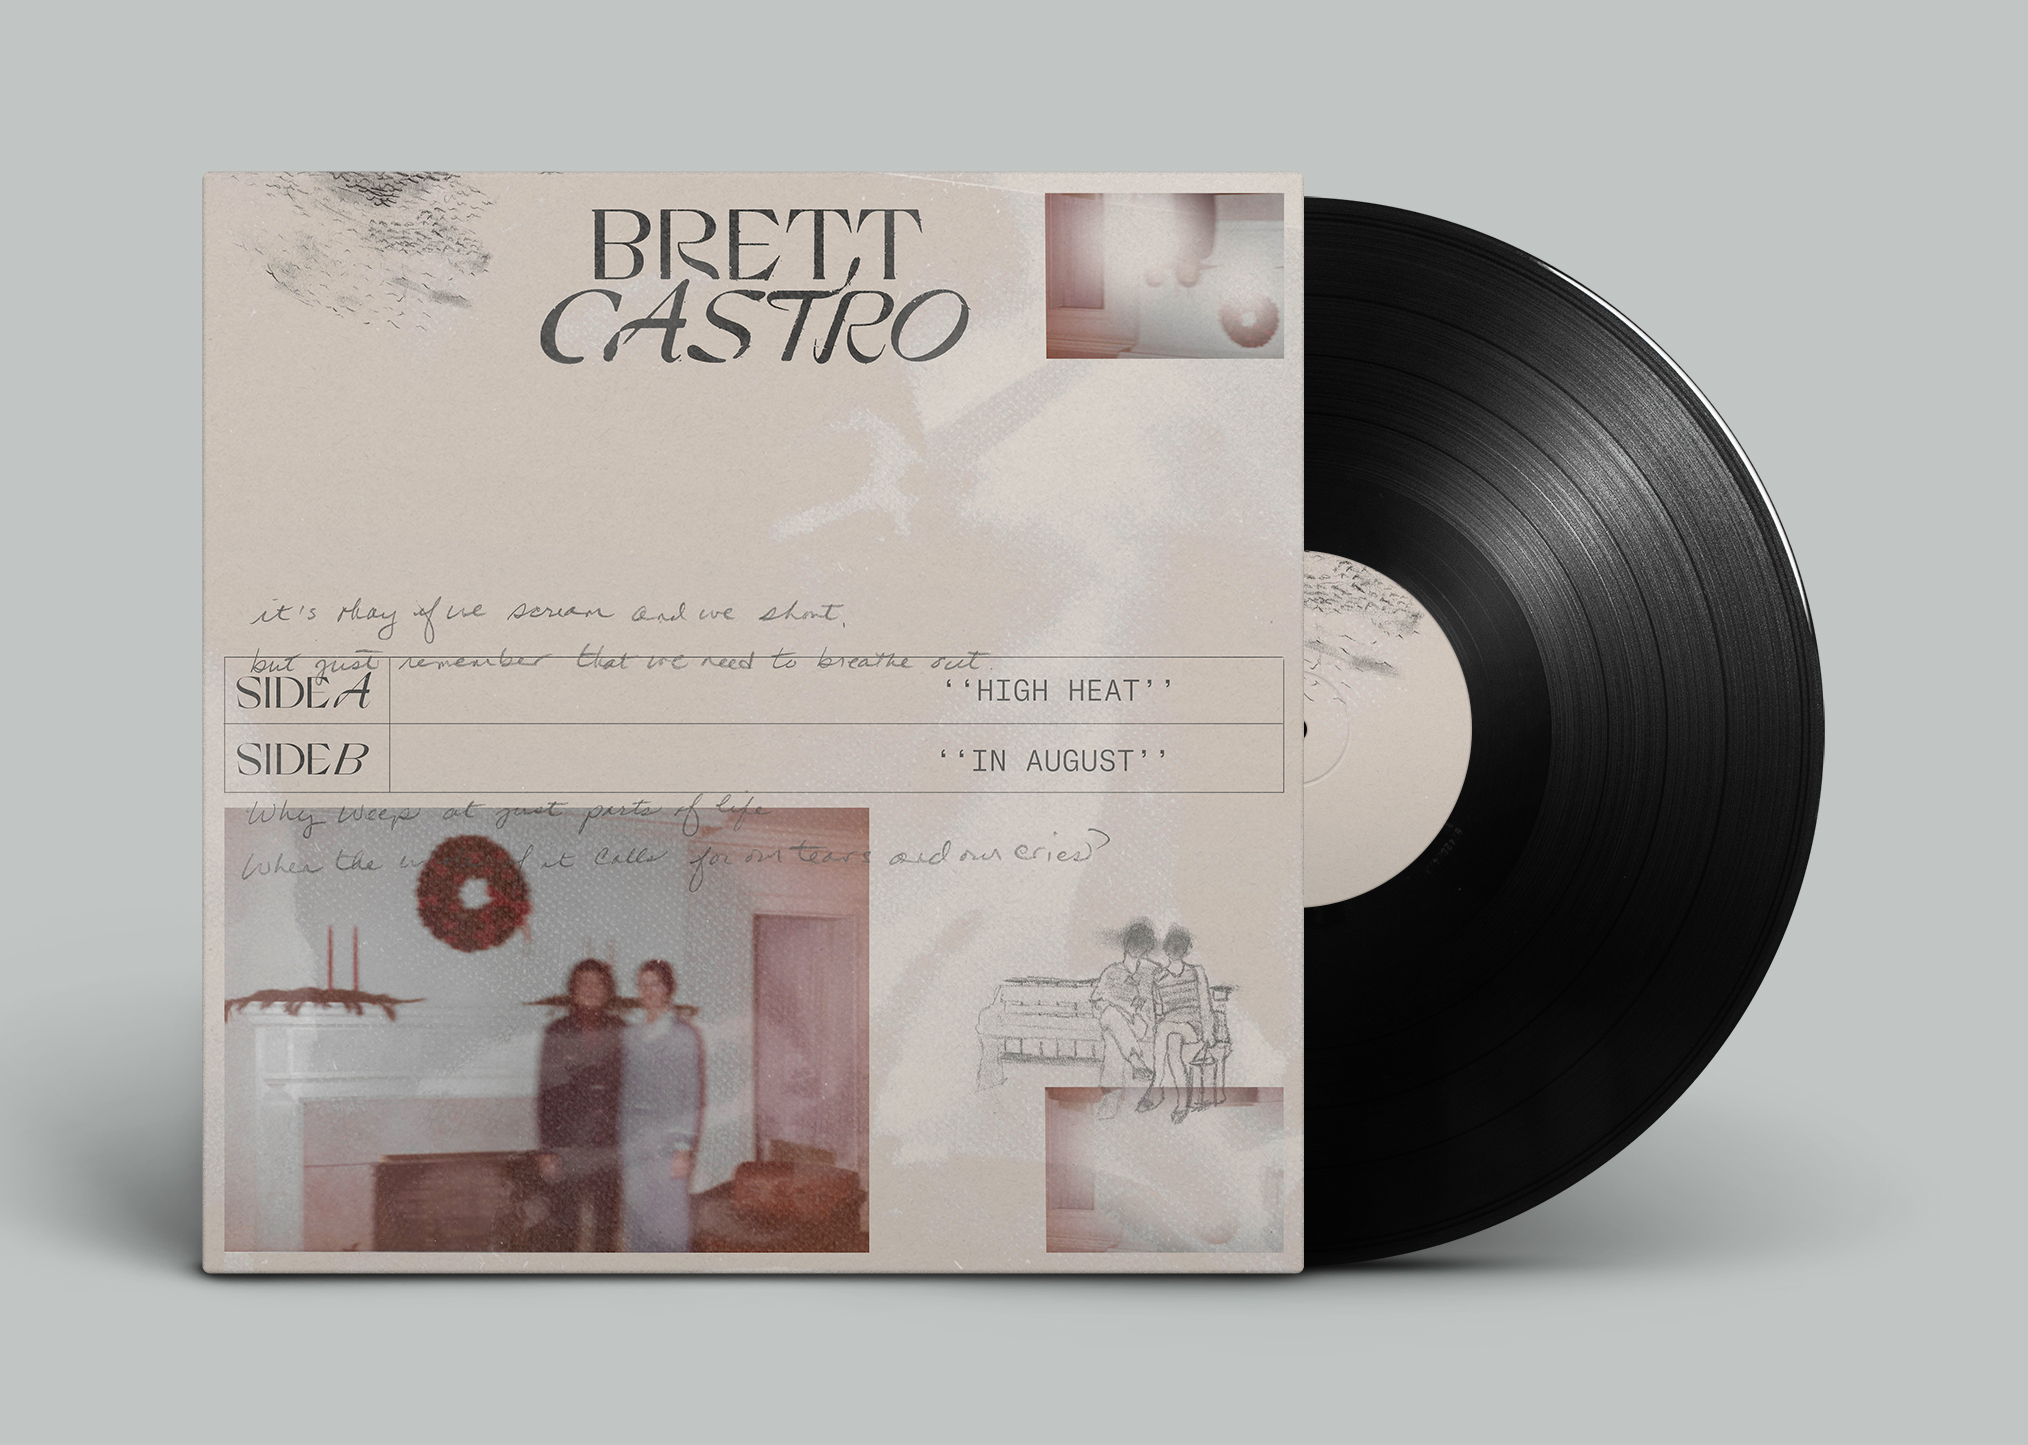 BRETT
CASTRO
it's okay if we scream and we shout,
but just remember that we need to breathe out.
SIDE A
‘‘HIGH HEAT’’
SIDE B
‘‘IN AUGUST’’
Why weep at just parts of life
When the whole of it calls for our tears and our cries?